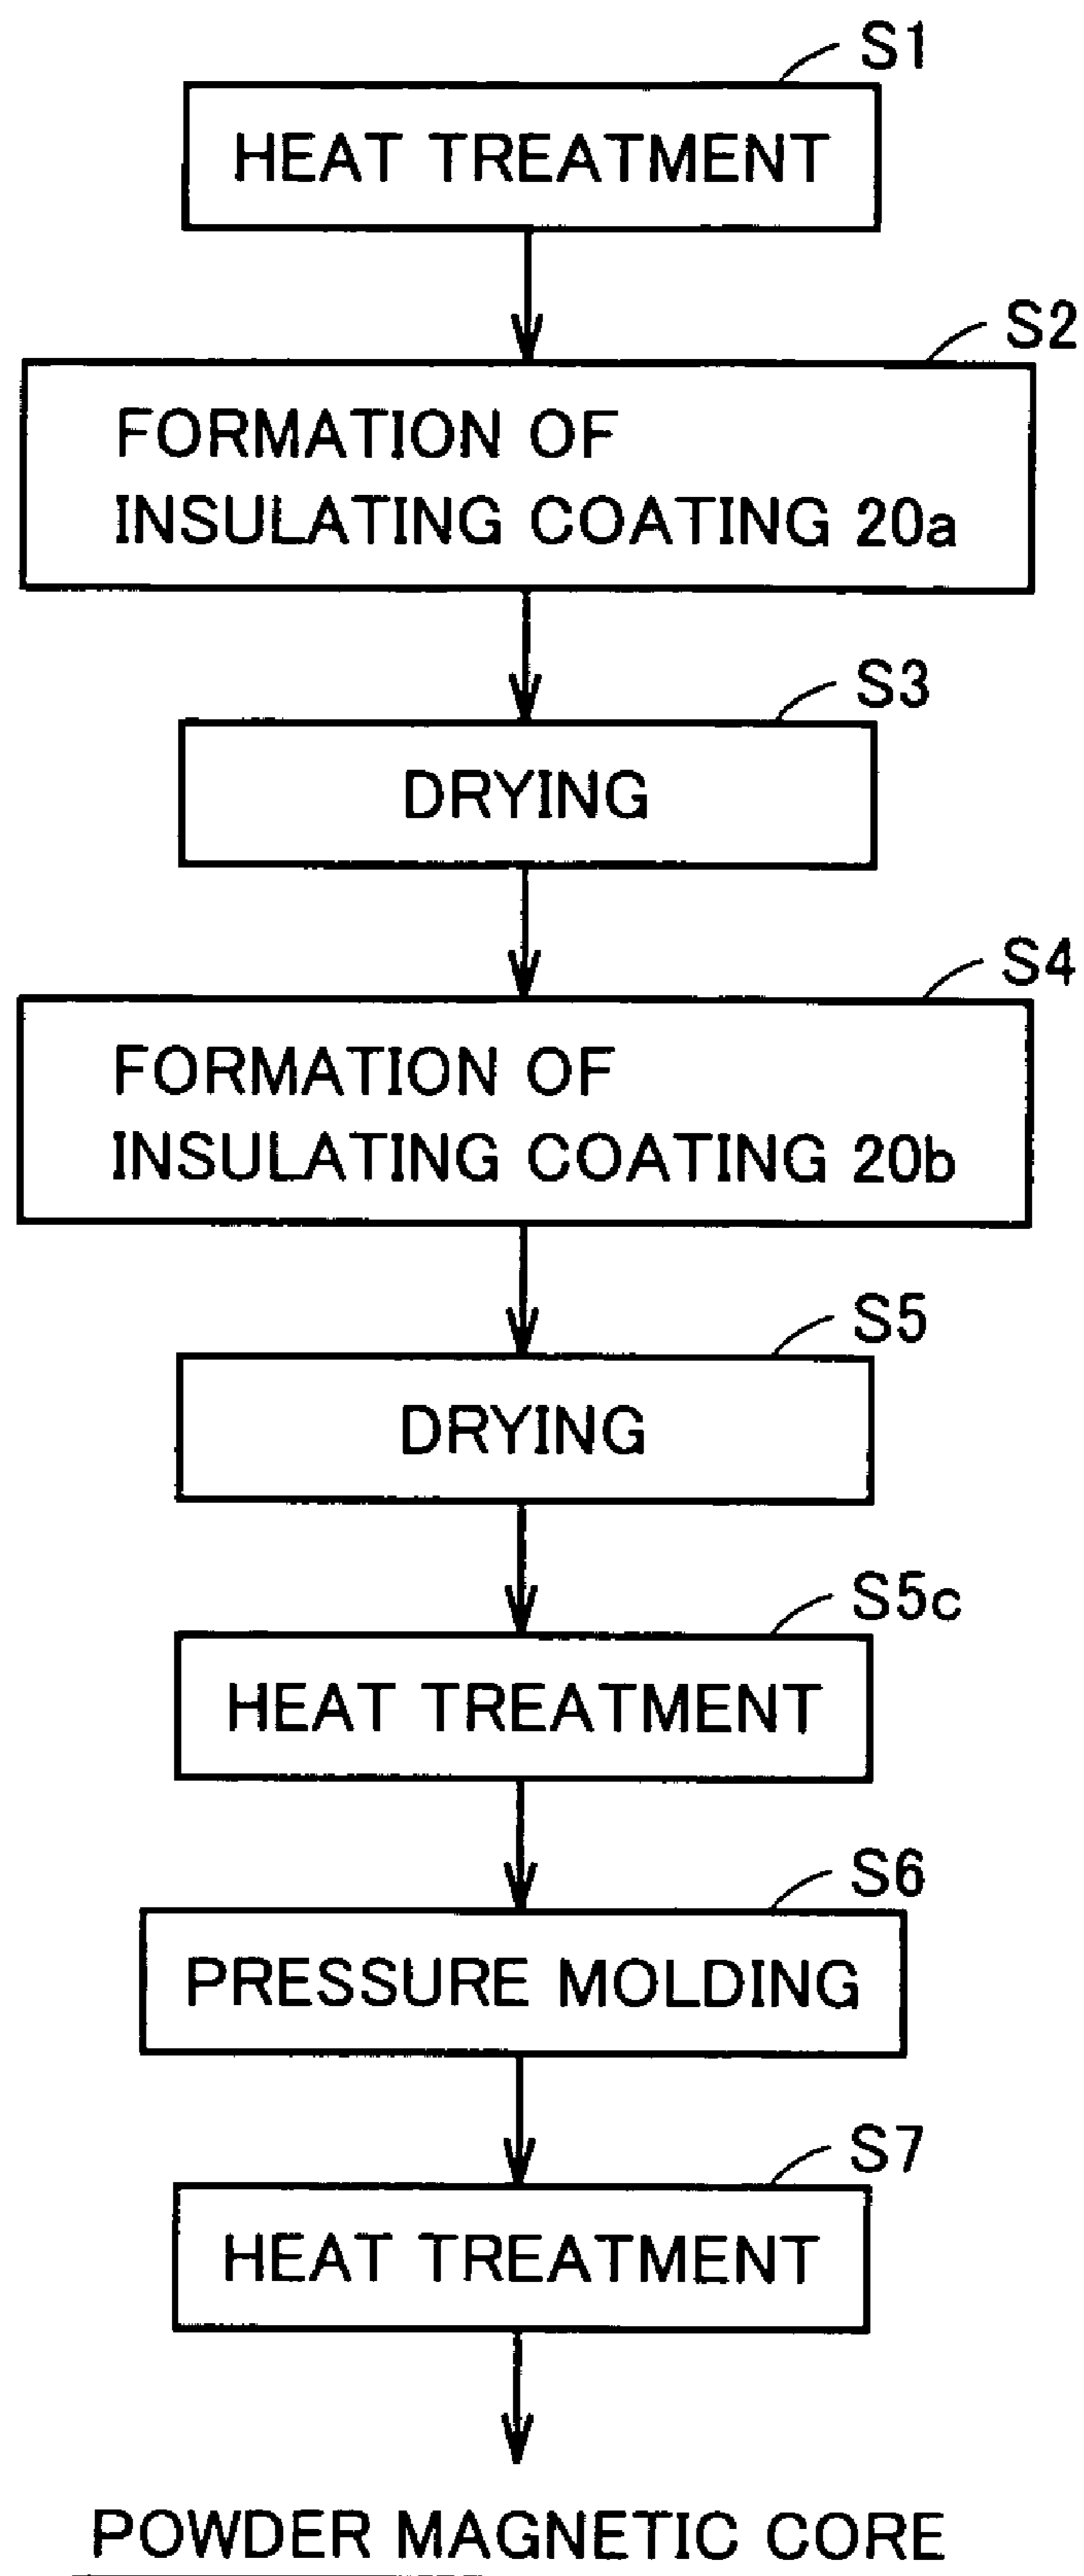 S1
HEAT TREATMENT
S2
FORMATION OF
INSULATING COATING 20a
S3
DRYING
S4
FORMATION OF
INSULATING COATING 20b
S5
DRYING
S5c
HEAT TREATMENT
S6
PRESSURE MOLDING
S7
HEAT TREATMENT
POWDER MAGNETIC CORE